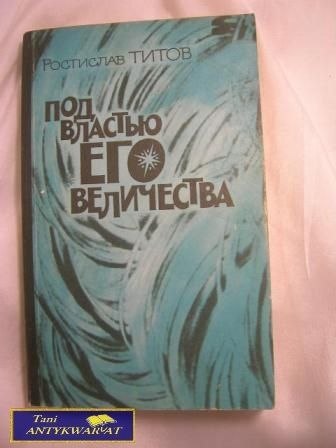 Ростислав ТИТОВ
ПОД
ВЛАСТЬЮ
ЕГО
ВЕЛИЧЕСТВА
Tani
ANTYKWARIAT